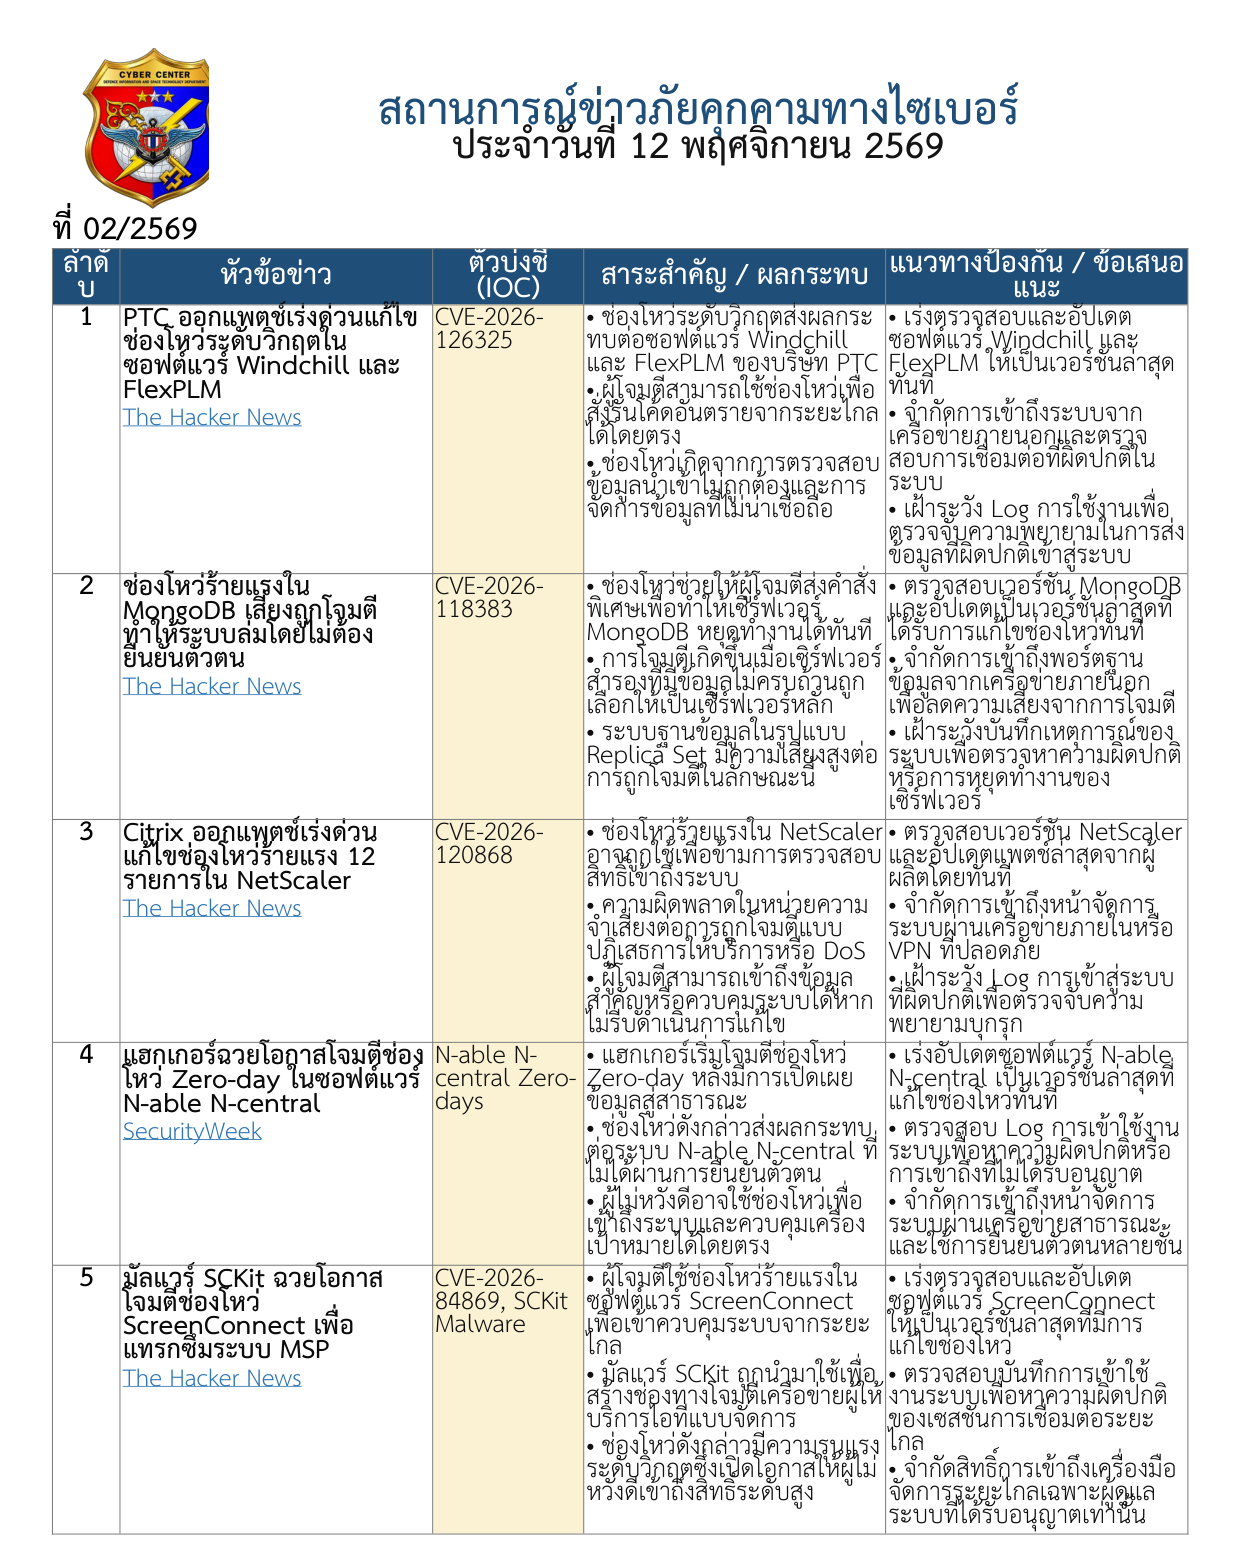 CYBER CENTER
DEFENCE INFORMATION AND SPACE TECHNOLOGY DEPARTMENT
สถานการณ์ข่าวภัยคุกคามทางไซเบอร์
ประจำวันที่ 12 พฤศจิกายน 2569
ที่ 02/2569
ลำดั
บ
หัวข้อข่าว
ตัวบ่งชี้
(IOC)
สาระสำคัญ / ผลกระทบ
แนวทางป้องกัน / ข้อเสนอ
แนะ
1
PTC ออกแพตช์เร่งด่วนแก้ไข
ช่องโหว่ระดับวิกฤตใน
ซอฟต์แวร์ Windchill และ
FlexPLM
The Hacker News
CVE-2026-
126325
• ช่องโหว่ระดับวิกฤตส่งผลกระ
ทบต่อซอฟต์แวร์ Windchill
และ FlexPLM ของบริษัท PTC
• ผู้โจมตีสามารถใช้ช่องโหว่เพื่อ
สั่งรันโค้ดอันตรายจากระยะไกล
ได้โดยตรง
• ช่องโหว่เกิดจากการตรวจสอบ
ข้อมูลนำเข้าไม่ถูกต้องและการ
จัดการข้อมูลที่ไม่น่าเชื่อถือ
• เร่งตรวจสอบและอัปเดต
ซอฟต์แวร์ Windchill และ
FlexPLM ให้เป็นเวอร์ชันล่าสุด
ทันที
• จำกัดการเข้าถึงระบบจาก
เครือข่ายภายนอกและตรวจ
สอบการเชื่อมต่อที่ผิดปกติใน
ระบบ
• เฝ้าระวัง Log การใช้งานเพื่อ
ตรวจจับความพยายามในการส่ง
ข้อมูลที่ผิดปกติเข้าสู่ระบบ
2
ช่องโหว่ร้ายแรงใน
MongoDB เสี่ยงถูกโจมตี
ทำให้ระบบล่มโดยไม่ต้อง
ยืนยันตัวตน
The Hacker News
CVE-2026-
118383
• ช่องโหว่ช่วยให้ผู้โจมตีส่งคำสั่ง
พิเศษเพื่อทำให้เซิร์ฟเวอร์
MongoDB หยุดทำงานได้ทันที
• การโจมตีเกิดขึ้นเมื่อเซิร์ฟเวอร์
สำรองที่มีข้อมูลไม่ครบถ้วนถูก
เลือกให้เป็นเซิร์ฟเวอร์หลัก
• ระบบฐานข้อมูลในรูปแบบ
Replica Set มีความเสี่ยงสูงต่อ
การถูกโจมตีในลักษณะนี้
• ตรวจสอบเวอร์ชัน MongoDB
และอัปเดตเป็นเวอร์ชันล่าสุดที่
ได้รับการแก้ไขช่องโหว่ทันที
• จำกัดการเข้าถึงพอร์ตฐาน
ข้อมูลจากเครือข่ายภายนอก
เพื่อลดความเสี่ยงจากการโจมตี
• เฝ้าระวังบันทึกเหตุการณ์ของ
ระบบเพื่อตรวจหาความผิดปกติ
หรือการหยุดทำงานของ
เซิร์ฟเวอร์
3
Citrix ออกแพตช์เร่งด่วน
แก้ไขช่องโหว่ร้ายแรง 12
รายการใน NetScaler
The Hacker News
CVE-2026-
120868
• ช่องโหว่ร้ายแรงใน NetScaler
อาจถูกใช้เพื่อข้ามการตรวจสอบ
สิทธิ์เข้าถึงระบบ
• ความผิดพลาดในหน่วยความ
จำเสี่ยงต่อการถูกโจมตีแบบ
ปฏิเสธการให้บริการหรือ DoS
• ผู้โจมตีสามารถเข้าถึงข้อมูล
สำคัญหรือควบคุมระบบได้หาก
ไม่รีบดำเนินการแก้ไข
• ตรวจสอบเวอร์ชัน NetScaler
และอัปเดตแพตช์ล่าสุดจากผู้
ผลิตโดยทันที
• จำกัดการเข้าถึงหน้าจัดการ
ระบบผ่านเครือข่ายภายในหรือ
VPN ที่ปลอดภัย
• เฝ้าระวัง Log การเข้าสู่ระบบ
ที่ผิดปกติเพื่อตรวจจับความ
พยายามบุกรุก
4
แฮกเกอร์ฉวยโอกาสโจมตีช่อง
โหว่ Zero-day ในซอฟต์แวร์
N-able N-central
SecurityWeek
N-able N-
central Zero-
days
• แฮกเกอร์เริ่มโจมตีช่องโหว่
Zero-day หลังมีการเปิดเผย
ข้อมูลสู่สาธารณะ
• ช่องโหว่ดังกล่าวส่งผลกระทบ
ต่อระบบ N-able N-central ที่
ไม่ได้ผ่านการยืนยันตัวตน
• ผู้ไม่หวังดีอาจใช้ช่องโหว่เพื่อ
เข้าถึงระบบและควบคุมเครื่อง
เป้าหมายได้โดยตรง
• เร่งอัปเดตซอฟต์แวร์ N-able
N-central เป็นเวอร์ชันล่าสุดที่
แก้ไขช่องโหว่ทันที
• ตรวจสอบ Log การเข้าใช้งาน
ระบบเพื่อหาความผิดปกติหรือ
การเข้าถึงที่ไม่ได้รับอนุญาต
• จำกัดการเข้าถึงหน้าจัดการ
ระบบผ่านเครือข่ายสาธารณะ
และใช้การยืนยันตัวตนหลายชั้น
5
มัลแวร์ SCKit ฉวยโอกาส
โจมตีช่องโหว่
ScreenConnect เพื่อ
แทรกซึมระบบ MSP
The Hacker News
CVE-2026-
84869, SCKit
Malware
• ผู้โจมตีใช้ช่องโหว่ร้ายแรงใน
ซอฟต์แวร์ ScreenConnect
เพื่อเข้าควบคุมระบบจากระยะ
ไกล
• มัลแวร์ SCKit ถูกนำมาใช้เพื่อ
สร้างช่องทางโจมตีเครือข่ายผู้ให้
บริการไอทีแบบจัดการ
• ช่องโหว่ดังกล่าวมีความรุนแรง
ระดับวิกฤตซึ่งเปิดโอกาสให้ผู้ไม่
หวังดีเข้าถึงสิทธิ์ระดับสูง
• เร่งตรวจสอบและอัปเดต
ซอฟต์แวร์ ScreenConnect
ให้เป็นเวอร์ชันล่าสุดที่มีการ
แก้ไขช่องโหว่
• ตรวจสอบบันทึกการเข้าใช้
งานระบบเพื่อหาความผิดปกติ
ของเซสชันการเชื่อมต่อระยะ
ไกล
• จำกัดสิทธิ์การเข้าถึงเครื่องมือ
จัดการระยะไกลเฉพาะผู้ดูแล
ระบบที่ได้รับอนุญาตเท่านั้น